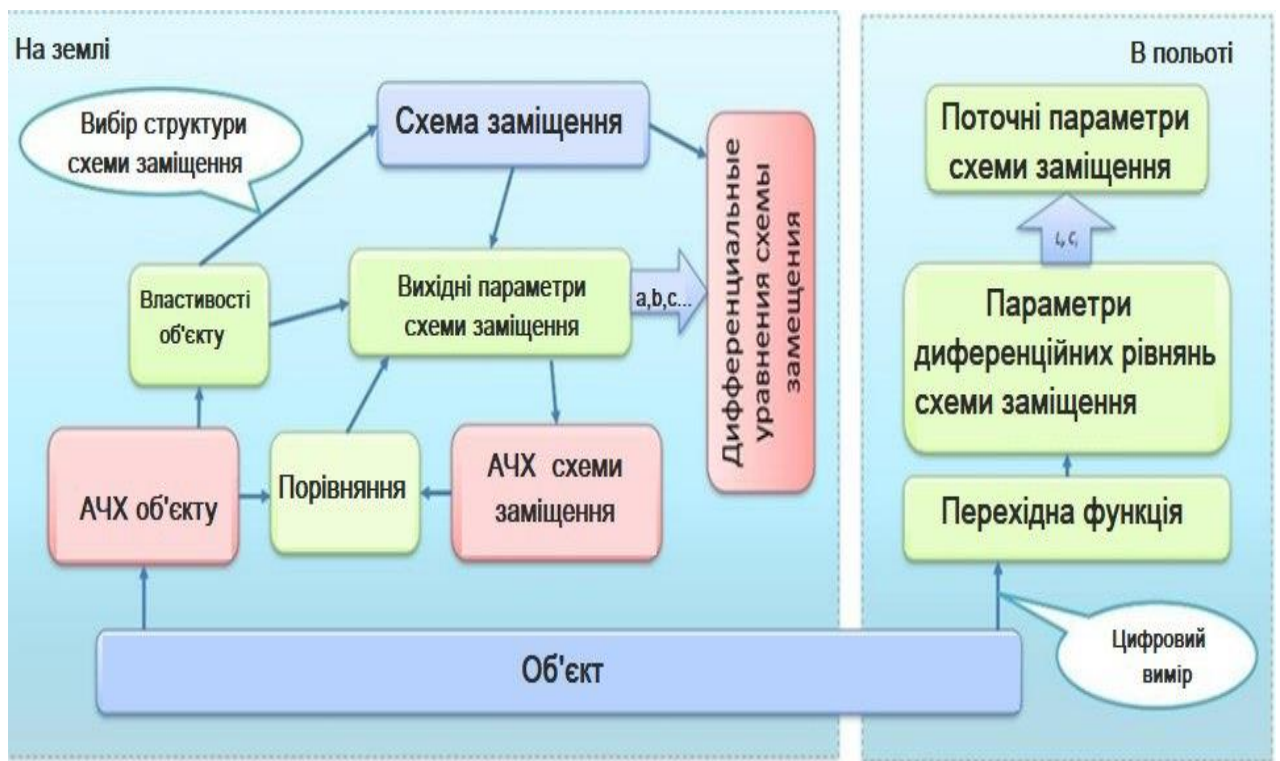 На землі
Вибір структури
схеми заміщення
Схема заміщення
Дифференциальные
уравнения схемы
замещения
Властивості
об'єкту
Вихідні параметри
схеми заміщення
a,b,c...
АЧХ об'єкту
Порівняння
АЧХ схеми
заміщення
Об'єкт
В польоті
Поточні параметри
схеми заміщення
Параметри
диференційних рівнянь
схеми заміщення
Перехідна функція
Цифровий
вимір